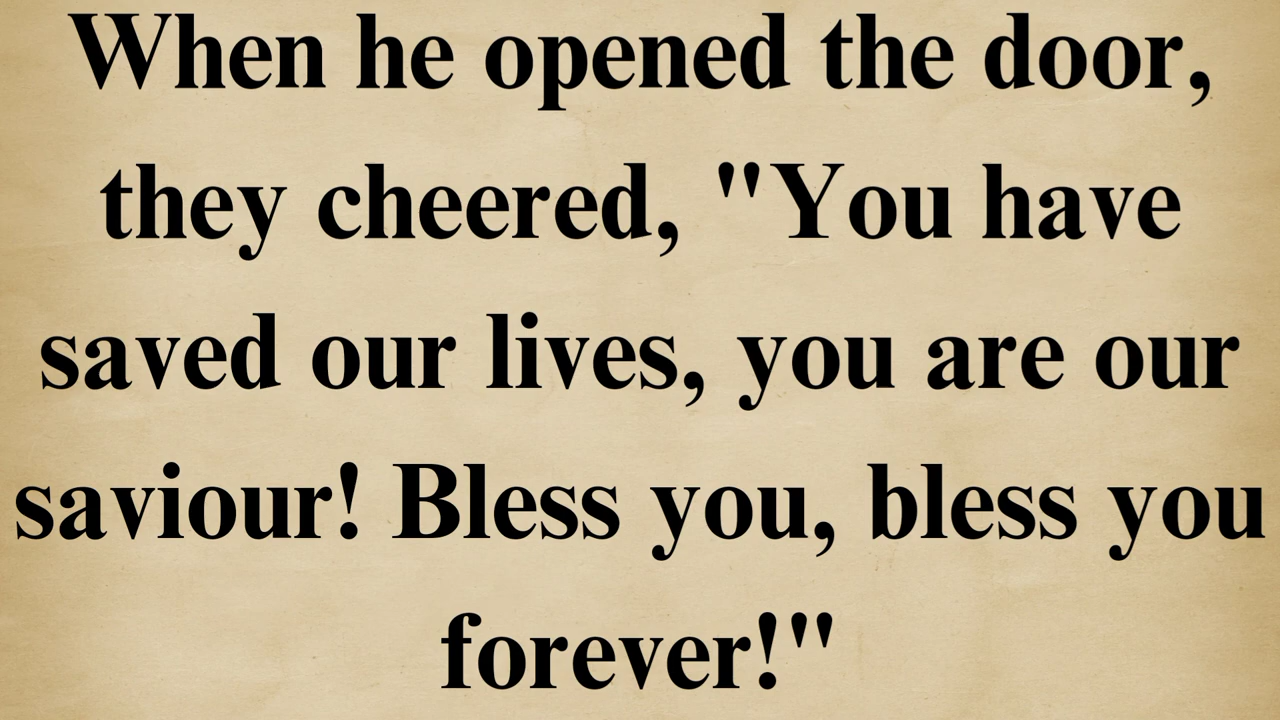 When he opened the door,
they cheered, "You have
saved our lives, you are our
saviour! Bless you, bless you
forever!"